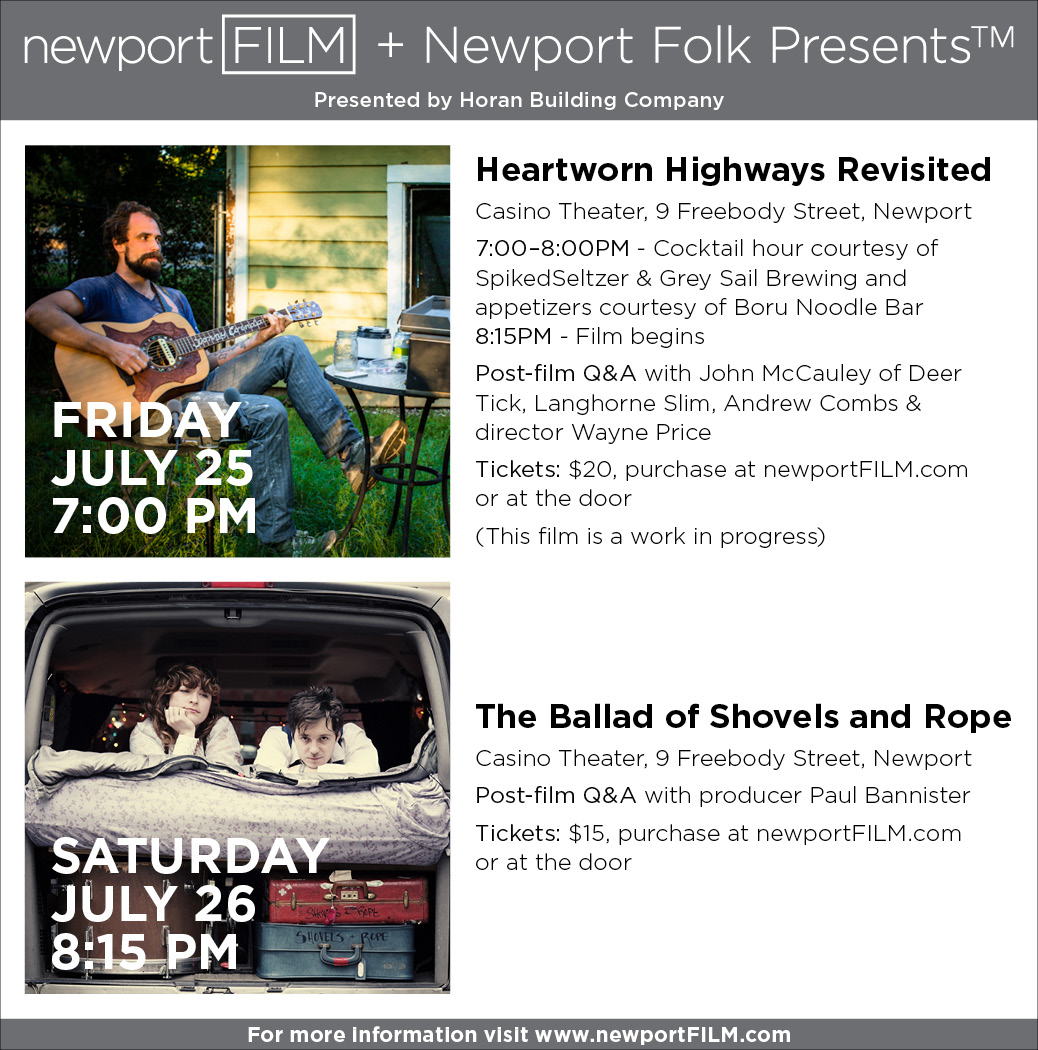 newport FILM + Newport Folk Presents™
Presented by Horan Building Company
FRIDAY
JULY 25
7:00 PM
Heartworn Highways Revisited
Casino Theater, 9 Freebody Street, Newport
7:00–8:00PM - Cocktail hour courtesy of
SpikedSeltzer & Grey Sail Brewing and
appetizers courtesy of Boru Noodle Bar
8:15PM - Film begins
Post-film Q&A with John McCauley of Deer
Tick, Langhorne Slim, Andrew Combs &
director Wayne Price
Tickets: $20, purchase at newportFILM.com
or at the door
(This film is a work in progress)
SATURDAY
JULY 26
8:15 PM
SHOVELS + ROPE
The Ballad of Shovels and Rope
Casino Theater, 9 Freebody Street, Newport
Post-film Q&A with producer Paul Bannister
Tickets: $15, purchase at newportFILM.com
or at the door
For more information visit www.newportFILM.com